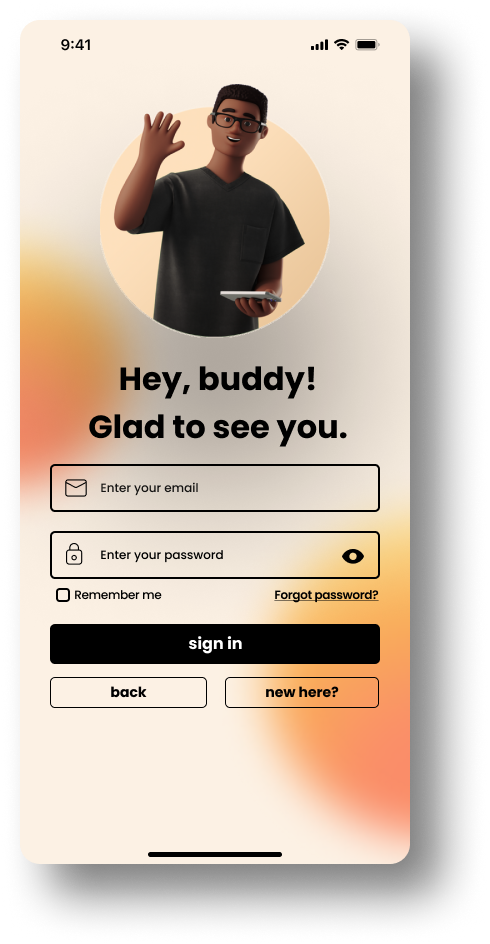 9:41
Hey, buddy!
Glad to see you.
Enter your email
Enter your password
Remember me
Forgot password?
sign in
back
new here?